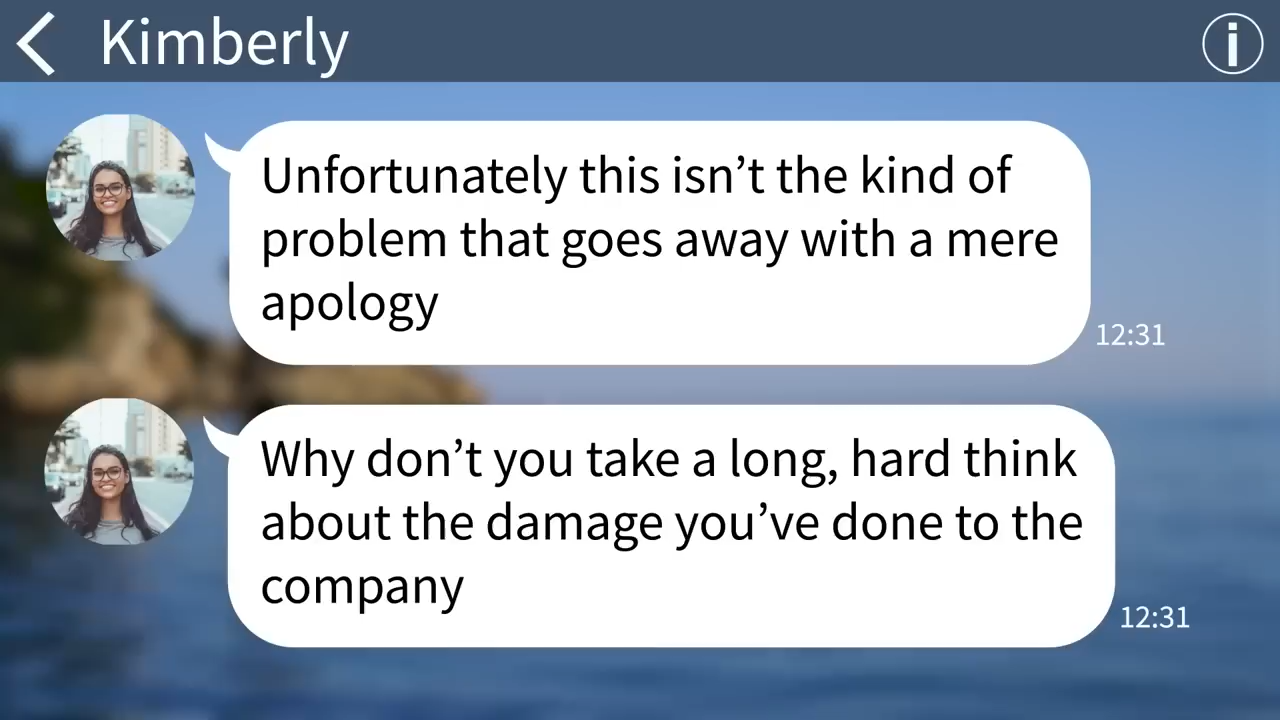 Kimberly
Unfortunately this isn’t the kind of
problem that goes away with a mere
apology
12:31
Why don’t you take a long, hard think
about the damage you’ve done to the
company
12:31